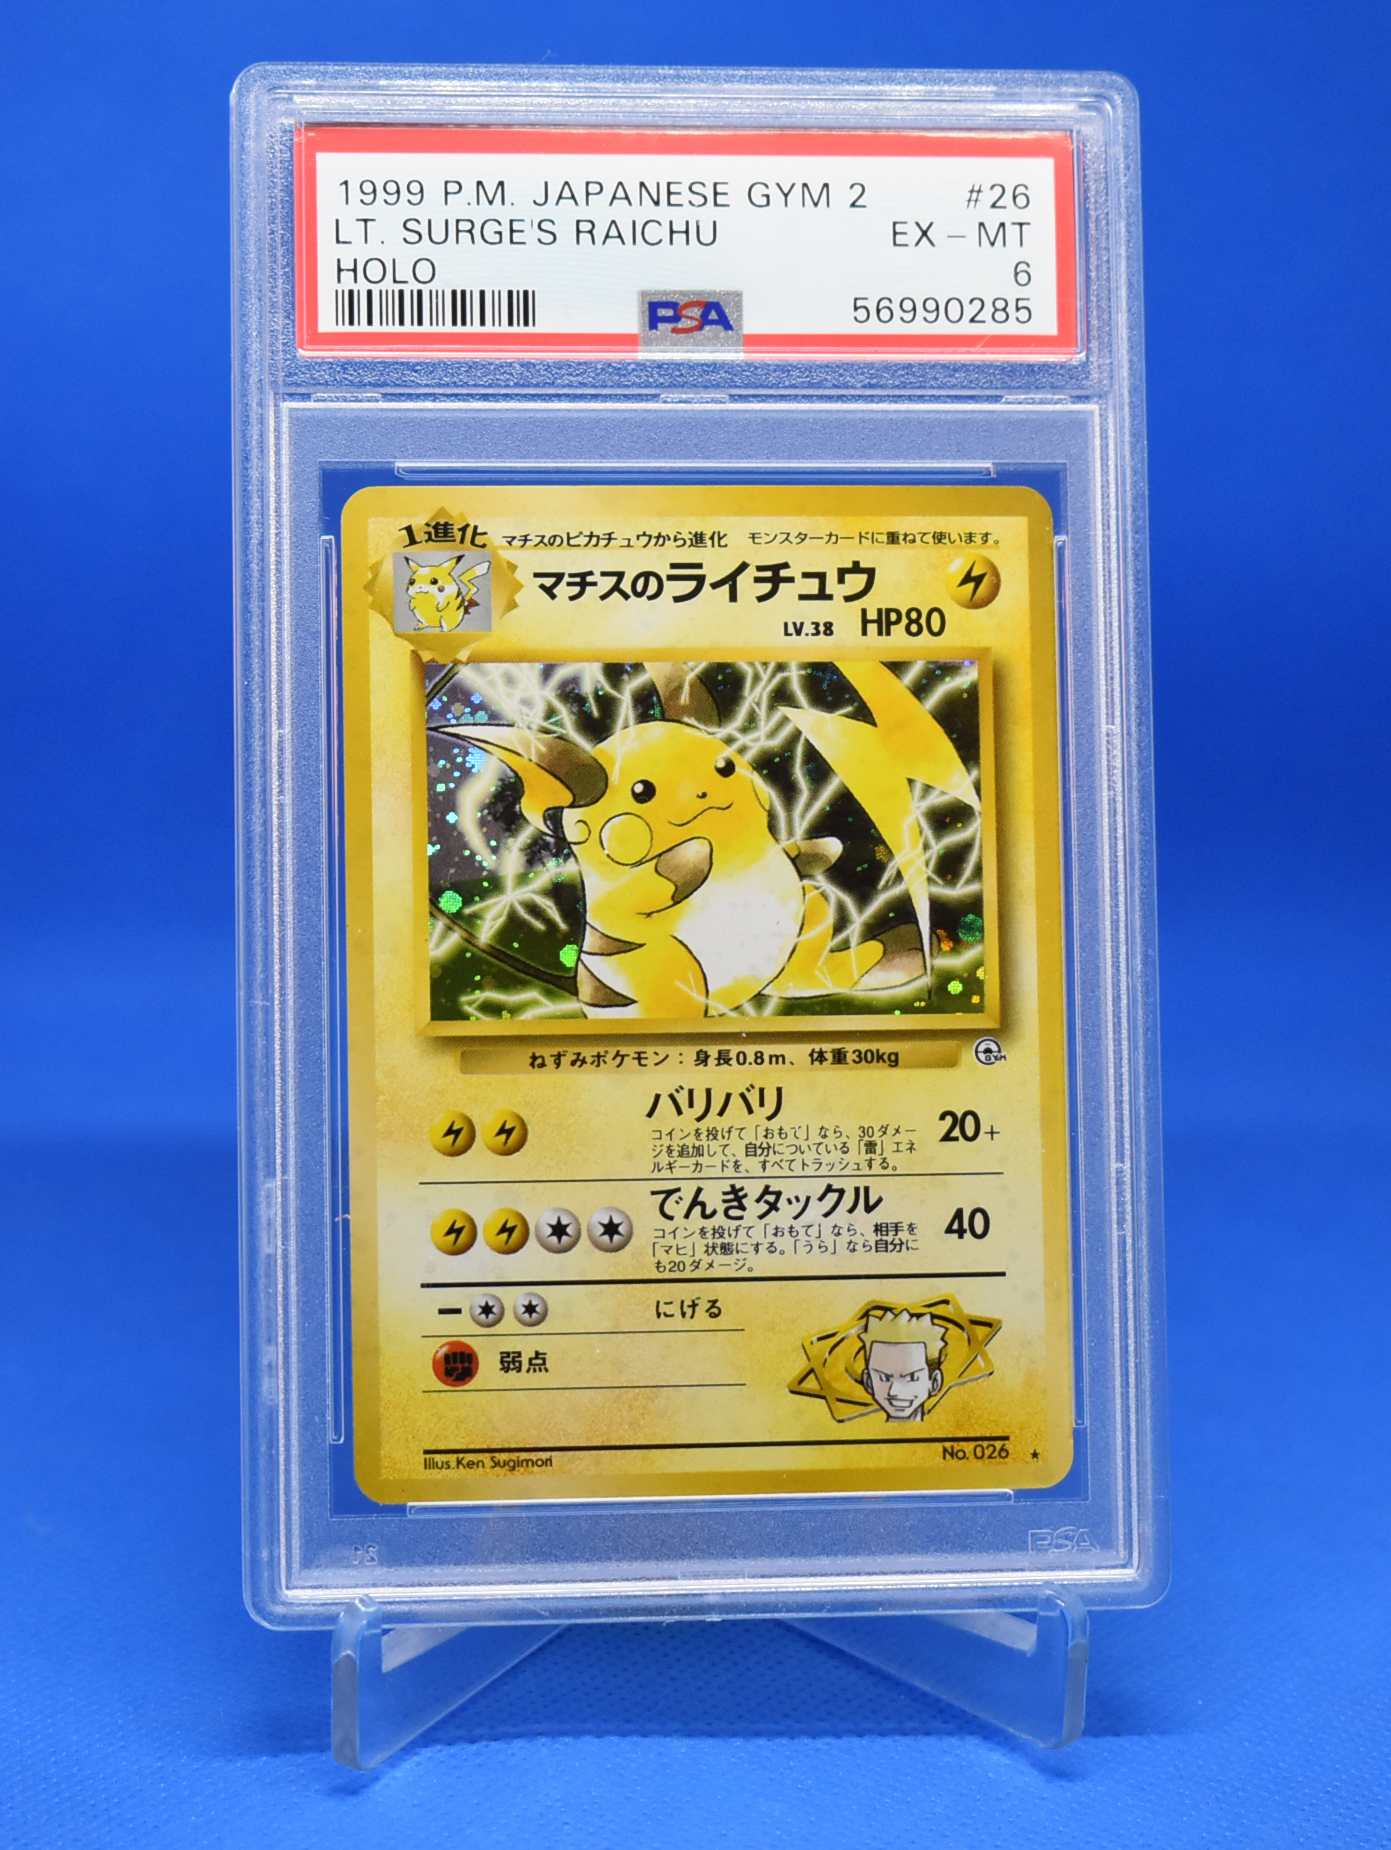 1999 P.M. JAPANESE GYM 2 #26
LT. SURGE'S RAICHU EX - MT
HOLO 6
PSA 56990285
1進化 マチスのピカチュウから進化 モンスターカードに重ねて使います。
マチスのライチュウ
LV.38 HP80
ねずみポケモン：身長0.8m、体重30kg
GYM
バリバリ
コインを投げて「おもて」なら、30ダメー
ジを追加して、自分についている「雷」エネ
ルギーカードを、すべてトラッシュする。
20+
でんきタックル
コインを投げて「おもて」なら、相手を
「マヒ」状態にする。「うら」なら自分に
も20ダメージ。
40
にげる
弱点
Illus.Ken Sugimori No. 026 ★
21 PSA